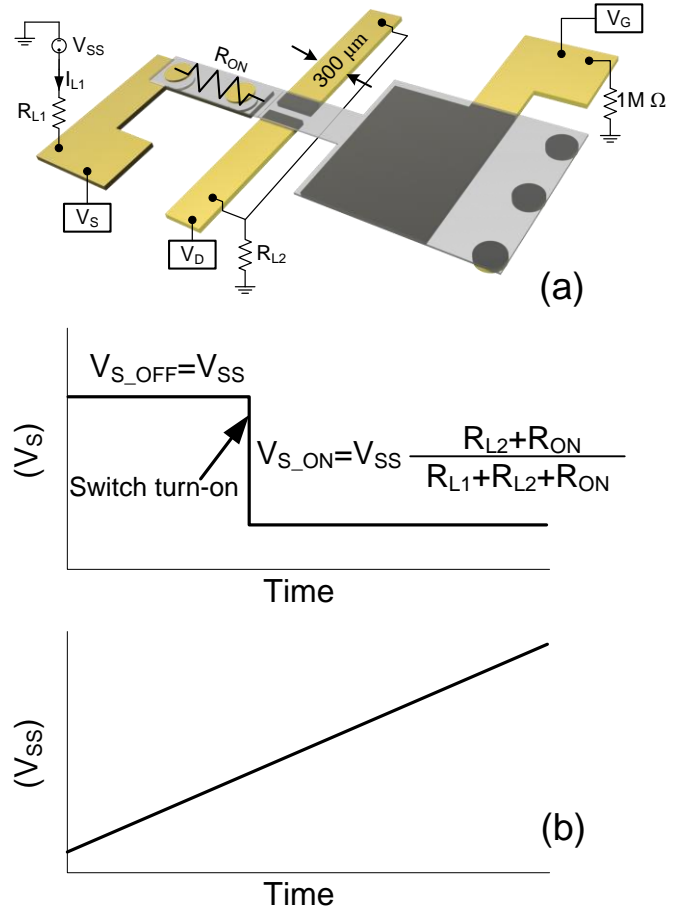 V_SS
I_L1
R_L1
V_S
R_ON
300 μm
V_D
R_L2
V_G
1M Ω
(a)
V_S_OFF=V_SS
(V_S)
Switch turn-on
V_S_ON=V_SS (R_L2+R_ON)/(R_L1+R_L2+R_ON)
Time
(V_SS)
(b)
Time